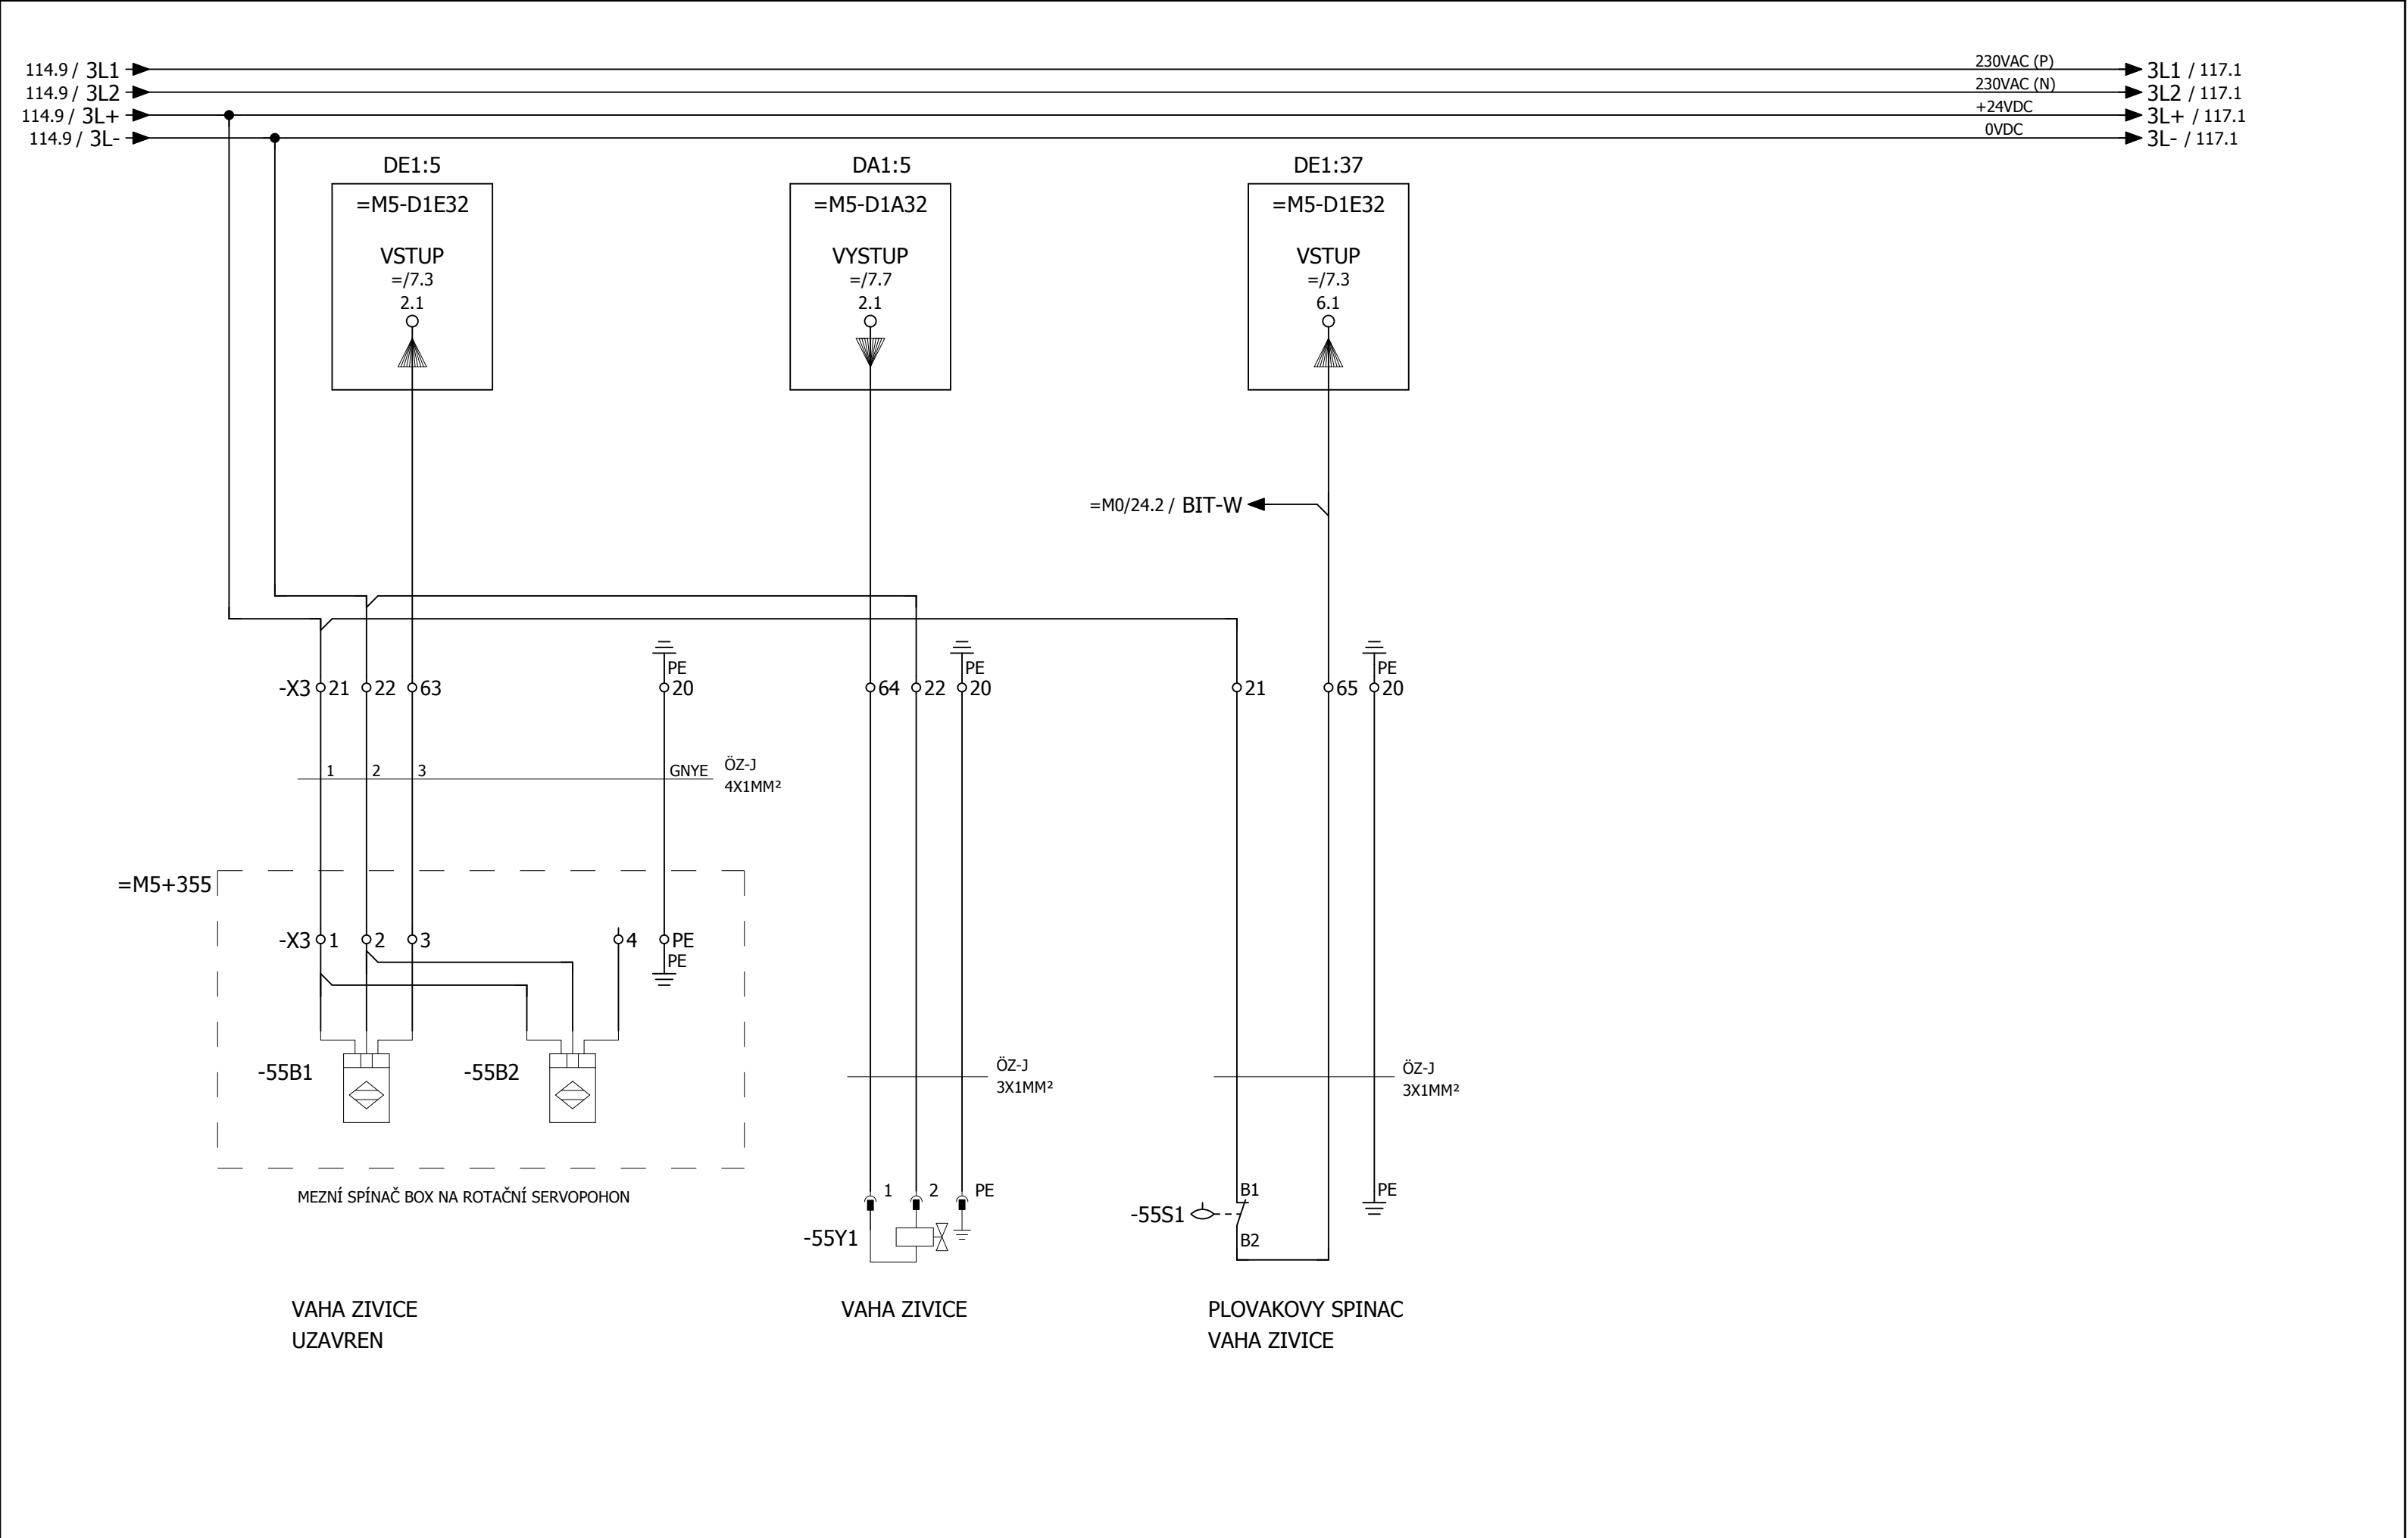 114.9 / 3L1
230VAC (P)
3L1 / 117.1
114.9 / 3L2
230VAC (N)
3L2 / 117.1
114.9 / 3L+
+24VDC
3L+ / 117.1
114.9 / 3L-
0VDC
3L- / 117.1
DE1:5
DA1:5
DE1:37
=M5-D1E32
VSTUP
=/7.3
2.1
=M5-D1A32
VYSTUP
=/7.7
2.1
=M5-D1E32
VSTUP
=/7.3
6.1
=M0/24.2 / BIT-W
PE
PE
PE
-X3 21 22 63 20 64 22 20 21 65 20
1 2 3 GNYE
ÖZ-J
4X1MM²
=M5+355
-X3 1 2 3 4 PE
PE
-55B1
-55B2
MEZNÍ SPÍNAČ BOX NA ROTAČNÍ SERVOPOHON
ÖZ-J
3X1MM²
1 2 PE
-55Y1
ÖZ-J
3X1MM²
B1
-55S1
B2
PE
VAHA ZIVICE
UZAVREN
VAHA ZIVICE
PLOVAKOVY SPINAC
VAHA ZIVICE